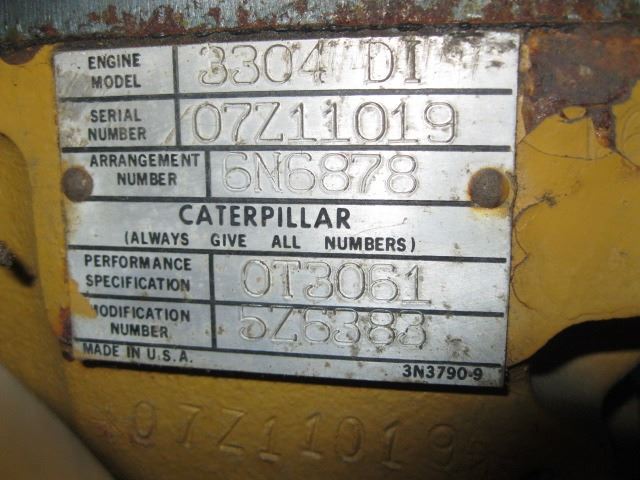 ENGINE MODEL 3304 DI
SERIAL NUMBER 07Z11019
ARRANGEMENT NUMBER 6N6878
CATERPILLAR
(ALWAYS GIVE ALL NUMBERS)
PERFORMANCE SPECIFICATION 0T3061
MODIFICATION NUMBER 5Z6383
MADE IN U.S.A. 3N3790-9
07Z11019